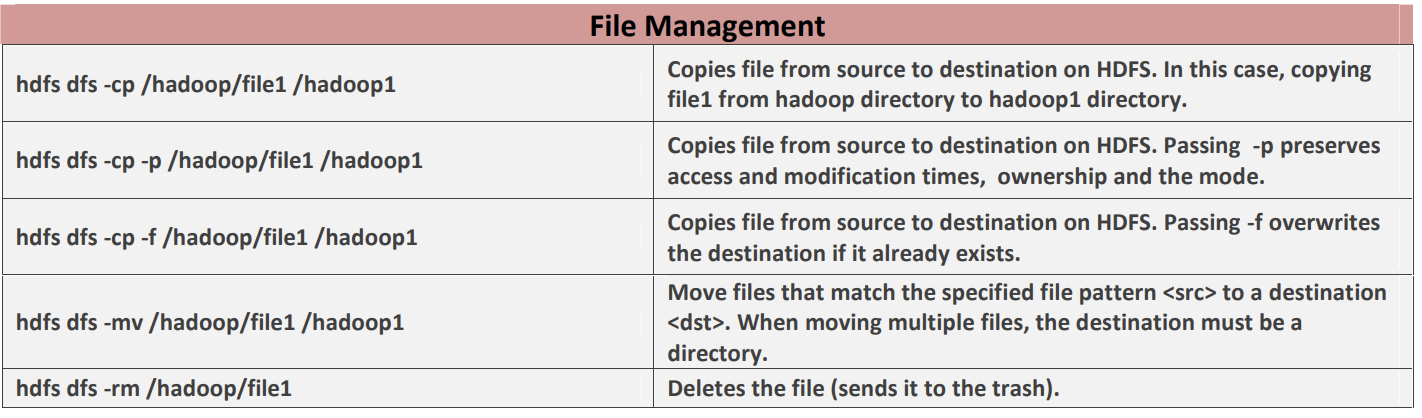 File Management
hdfs dfs -cp /hadoop/file1 /hadoop1
Copies file from source to destination on HDFS. In this case, copying
file1 from hadoop directory to hadoop1 directory.
hdfs dfs -cp -p /hadoop/file1 /hadoop1
Copies file from source to destination on HDFS. Passing  -p preserves
access and modification times,  ownership and the mode.
hdfs dfs -cp -f /hadoop/file1 /hadoop1
Copies file from source to destination on HDFS. Passing -f overwrites
the destination if it already exists.
hdfs dfs -mv /hadoop/file1 /hadoop1
Move files that match the specified file pattern <src> to a destination
<dst>. When moving multiple files, the destination must be a
directory.
hdfs dfs -rm /hadoop/file1
Deletes the file (sends it to the trash).